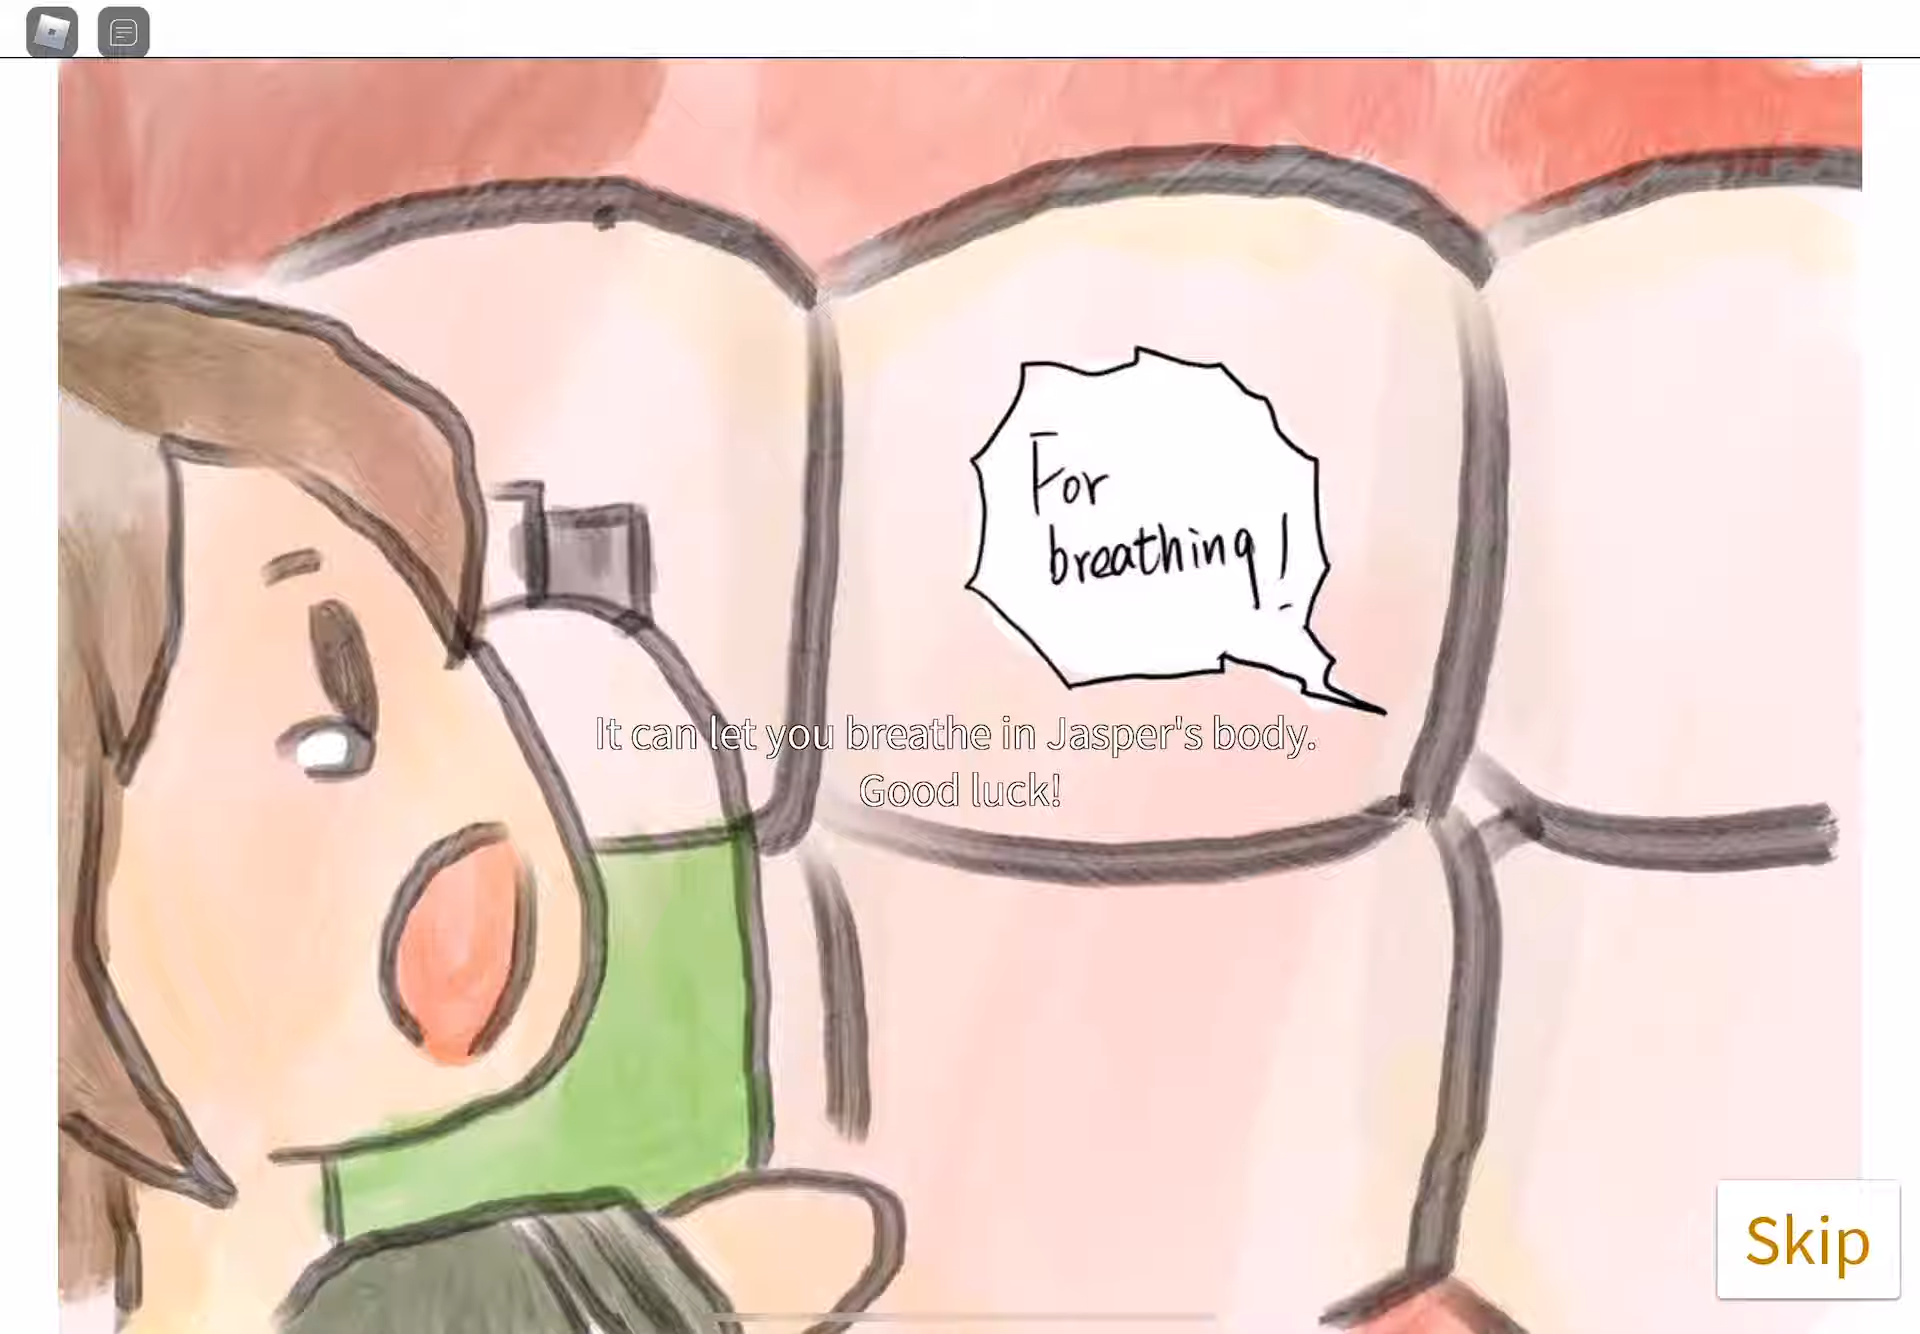 For
breathing!
It can let you breathe in Jasper's body.
Good luck!
Skip